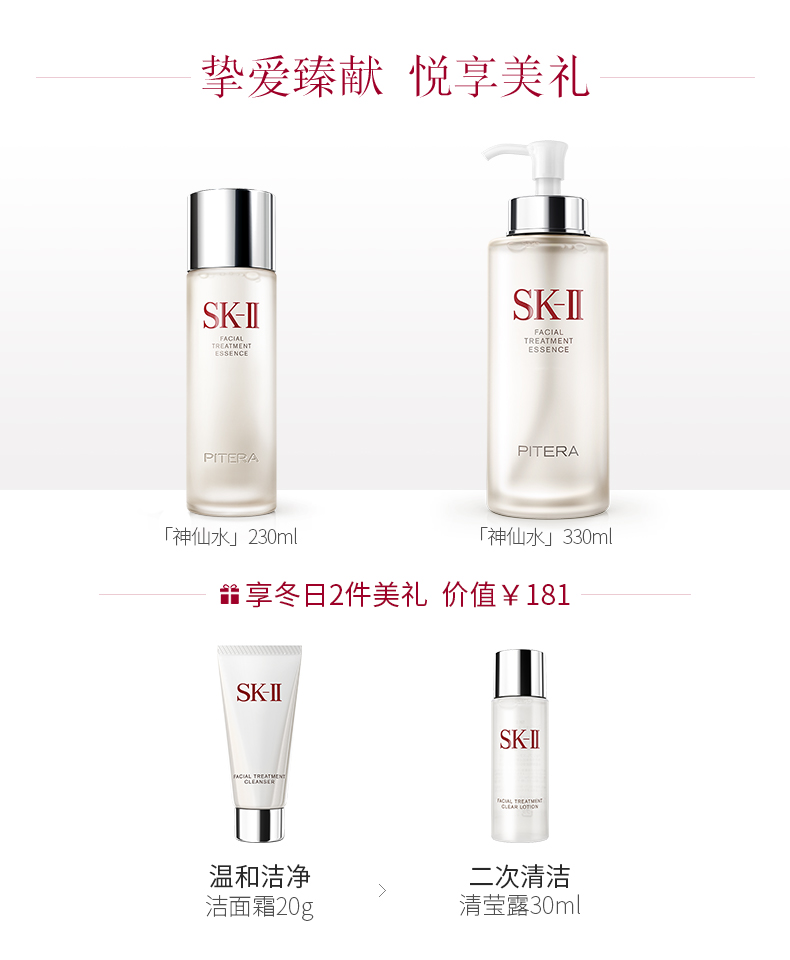 挚爱臻献 悦享美礼
SK-II
FACIAL
TREATMENT
ESSENCE
PITERA
SK-II
FACIAL
TREATMENT
ESSENCE
PITERA
「神仙水」230ml
「神仙水」330ml
享冬日2件美礼 价值￥181
SK-II
FACIAL TREATMENT
CLEANSER
SK-II
FACIAL TREATMENT
CLEAR LOTION
温和洁净
洁面霜20g
>
二次清洁
清莹露30ml